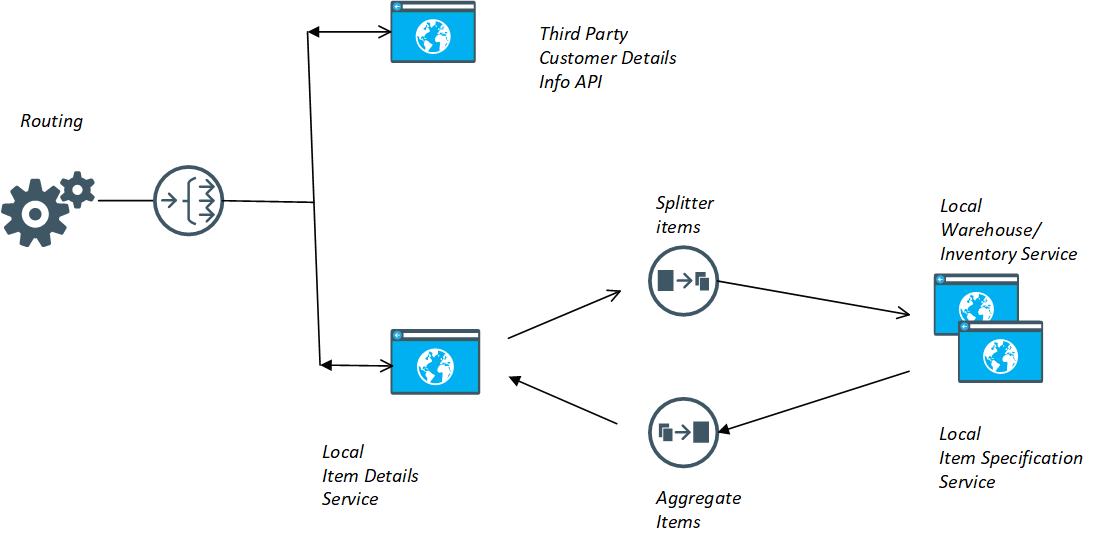 Third Party
Customer Details
Info API
Routing
Splitter
items
Local
Warehouse/
Inventory Service
Local
Item Details
Service
Aggregate
Items
Local
Item Specification
Service